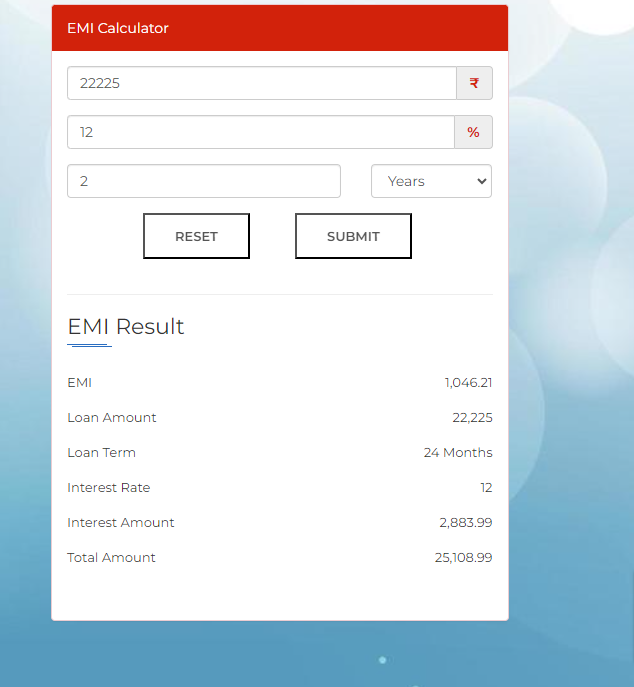 EMI Calculator
22225 ₹
12 %
2 Years
RESET SUBMIT
EMI Result
EMI 1,046.21
Loan Amount 22,225
Loan Term 24 Months
Interest Rate 12
Interest Amount 2,883.99
Total Amount 25,108.99